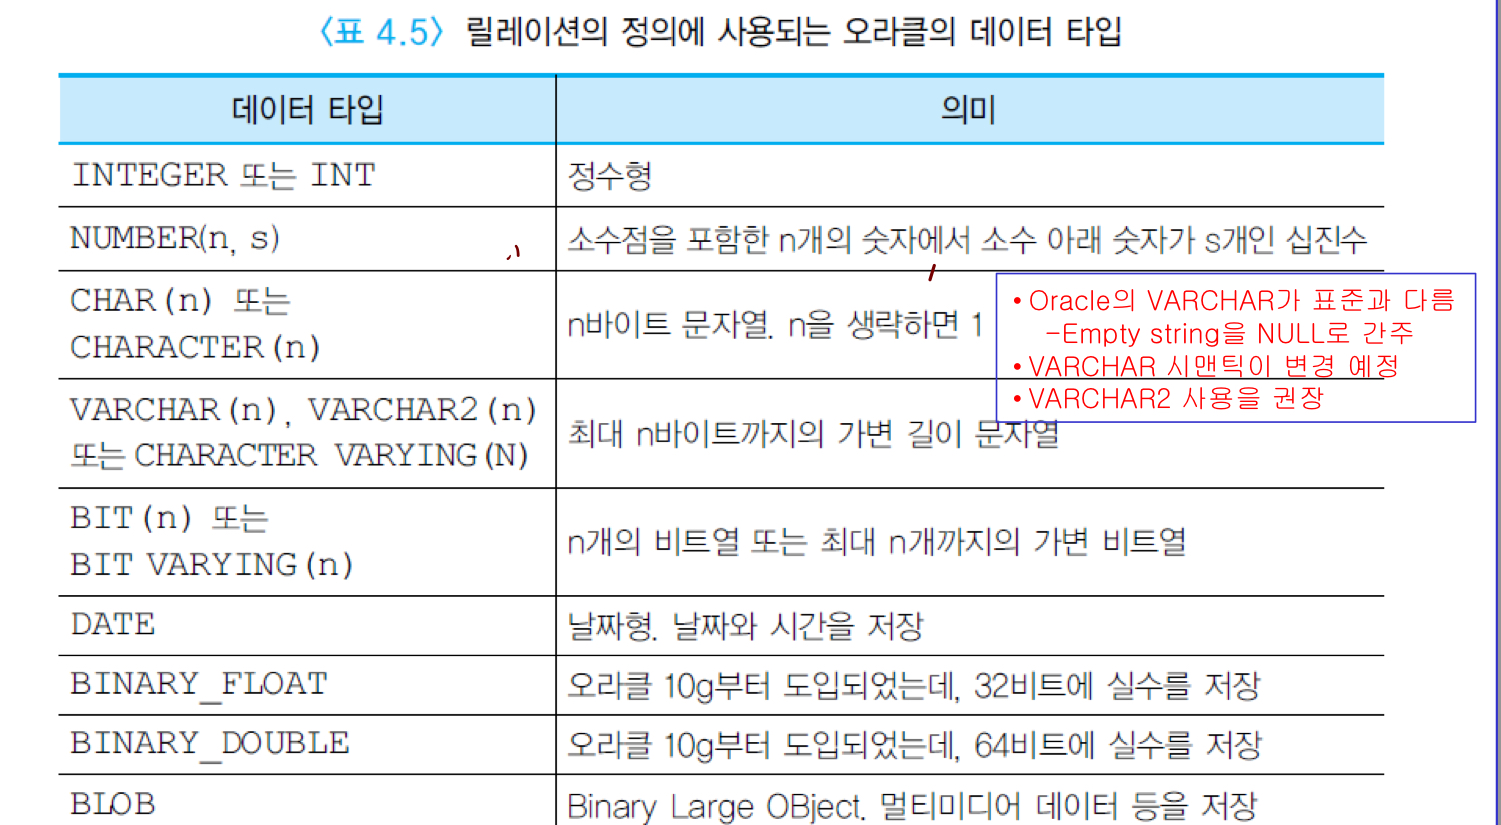 〈표 4.5〉 릴레이션의 정의에 사용되는 오라클의 데이터 타입
데이터 타입
의미
INTEGER 또는 INT
정수형
NUMBER(n, s)
소수점을 포함한 n개의 숫자에서 소수 아래 숫자가 s개인 십진수
CHAR(n) 또는
CHARACTER(n)
n바이트 문자열. n을 생략하면 1
•Oracle의 VARCHAR가 표준과 다름
-Empty string을 NULL로 간주
•VARCHAR 시맨틱이 변경 예정
•VARCHAR2 사용을 권장
VARCHAR(n), VARCHAR2(n)
또는 CHARACTER VARYING(N)
최대 n바이트까지의 가변 길이 문자열
BIT(n) 또는
BIT VARYING(n)
n개의 비트열 또는 최대 n개까지의 가변 비트열
DATE
날짜형. 날짜와 시간을 저장
BINARY_FLOAT
오라클 10g부터 도입되었는데, 32비트에 실수를 저장
BINARY_DOUBLE
오라클 10g부터 도입되었는데, 64비트에 실수를 저장
BLOB
Binary Large OBject. 멀티미디어 데이터 등을 저장